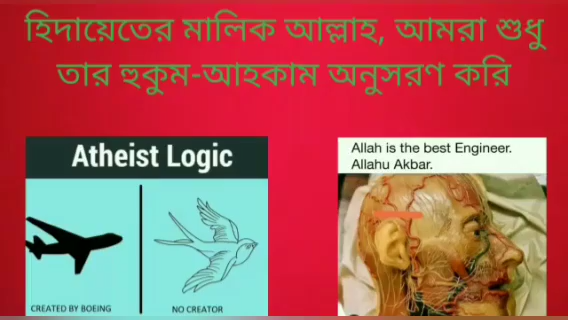 হিদায়েতের মালিক আল্লাহ, আমরা শুধু
তার হুকুম-আহকাম অনুসরণ করি
Atheist Logic
CREATED BY BOEING
NO CREATOR
Allah is the best Engineer.
Allahu Akbar.